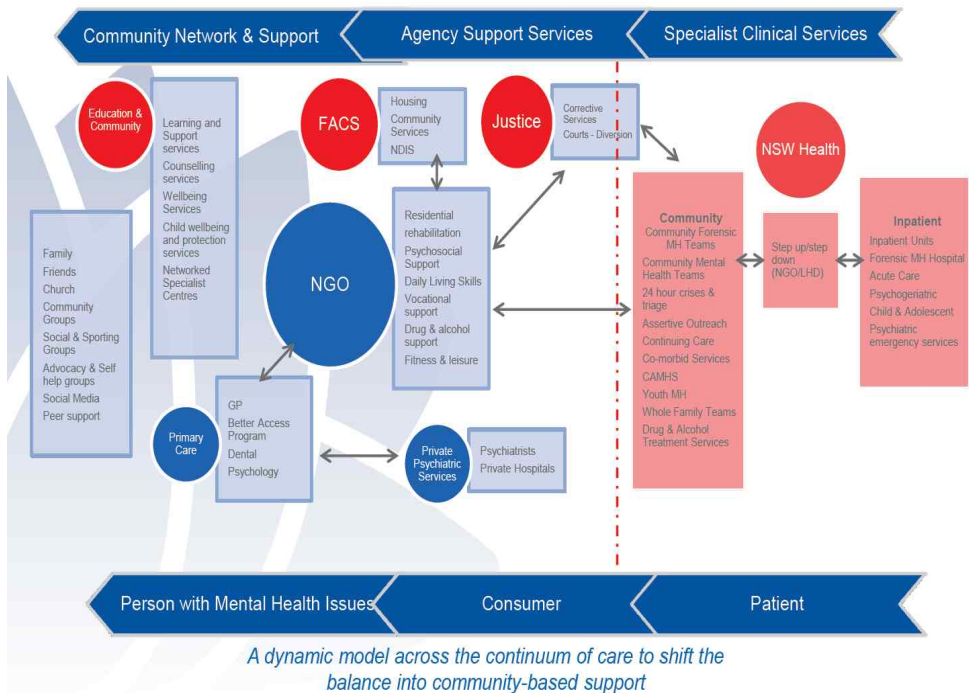 Community Network & Support
Agency Support Services
Specialist Clinical Services
Education &
Community
Learning and
Support
services
Counselling
services
Wellbeing
Services
Child wellbeing
and protection
services
Networked
Specialist
Centres
FACS
Housing
Community
Services
NDIS
Justice
Corrective
Services
Courts - Diversion
NSW Health
Family
Friends
Church
Community
Groups
Social & Sporting
Groups
Advocacy & Self
help groups
Social Media
Peer support
NGO
Residential
rehabilitation
Psychosocial
Support
Daily Living Skills
Vocational
support
Drug & alcohol
support
Fitness & leisure
Community
Community Forensic
MH Teams
Community Mental
Health Teams
24 hour crises &
triage
Assertive Outreach
Continuing Care
Co-morbid Services
CAMHS
Youth MH
Whole Family Teams
Drug & Alcohol
Treatment Services
Step up/step
down
(NGO/LHD)
Inpatient
Inpatient Units
Forensic MH Hospital
Acute Care
Psychogeriatric
Child & Adolescent
Psychiatric
emergency services
Primary
Care
GP
Better Access
Program
Dental
Psychology
Private
Psychiatric
Services
Psychiatrists
Private Hospitals
Person with Mental Health Issues
Consumer
Patient
A dynamic model across the continuum of care to shift the
balance into community-based support